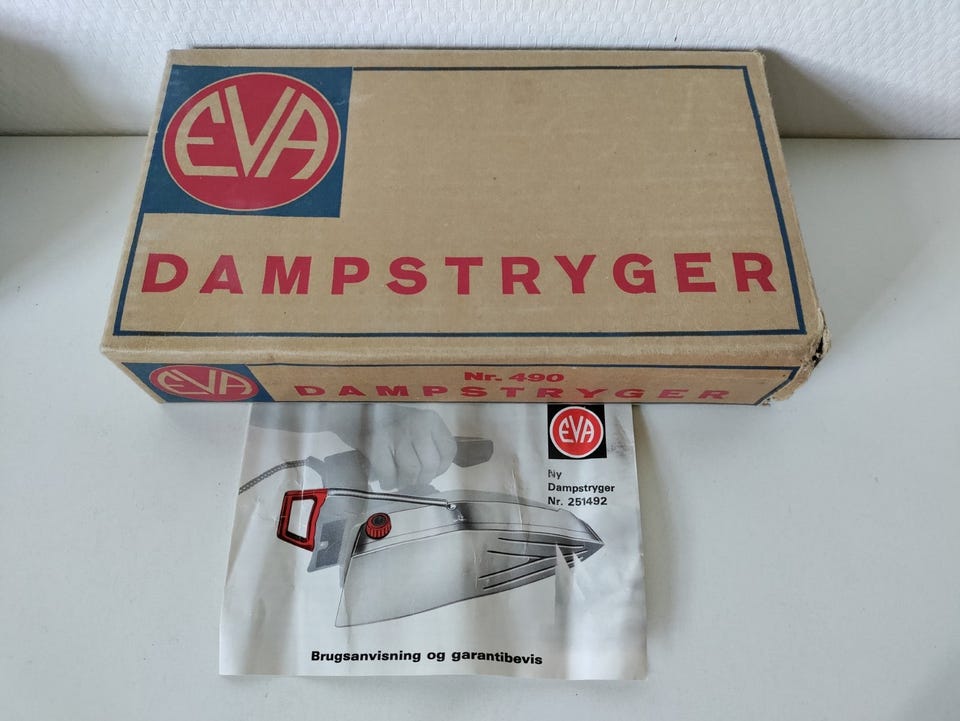 EVA
DAMPSTRYGER
EVA
Nr. 490
DAMPSTRYGER
EVA
Ny
Dampstryger
Nr. 251492
Brugsanvisning og garantibevis